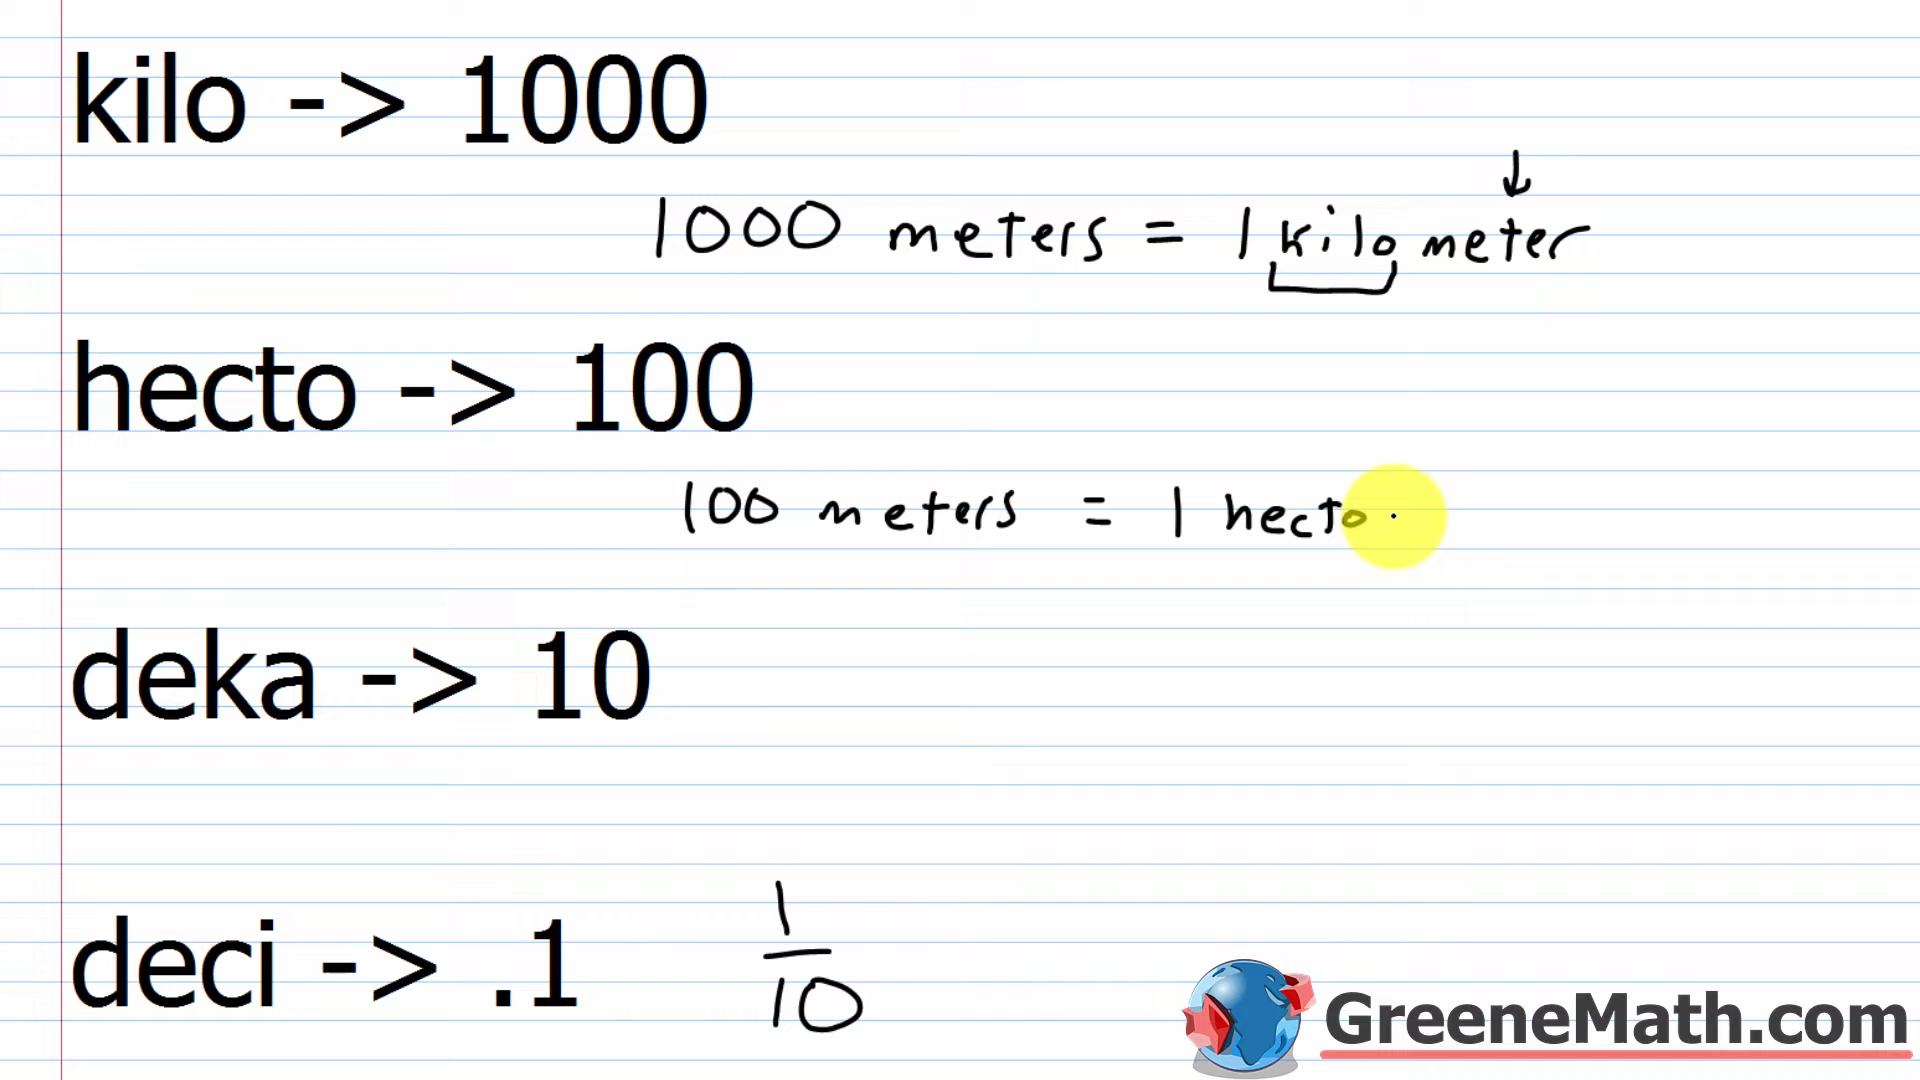 kilo -> 1000
1000 meters = 1 kilo meter
hecto -> 100
100 meters = 1 hecto
deka -> 10
deci -> .1 1/10
GreeneMath.com